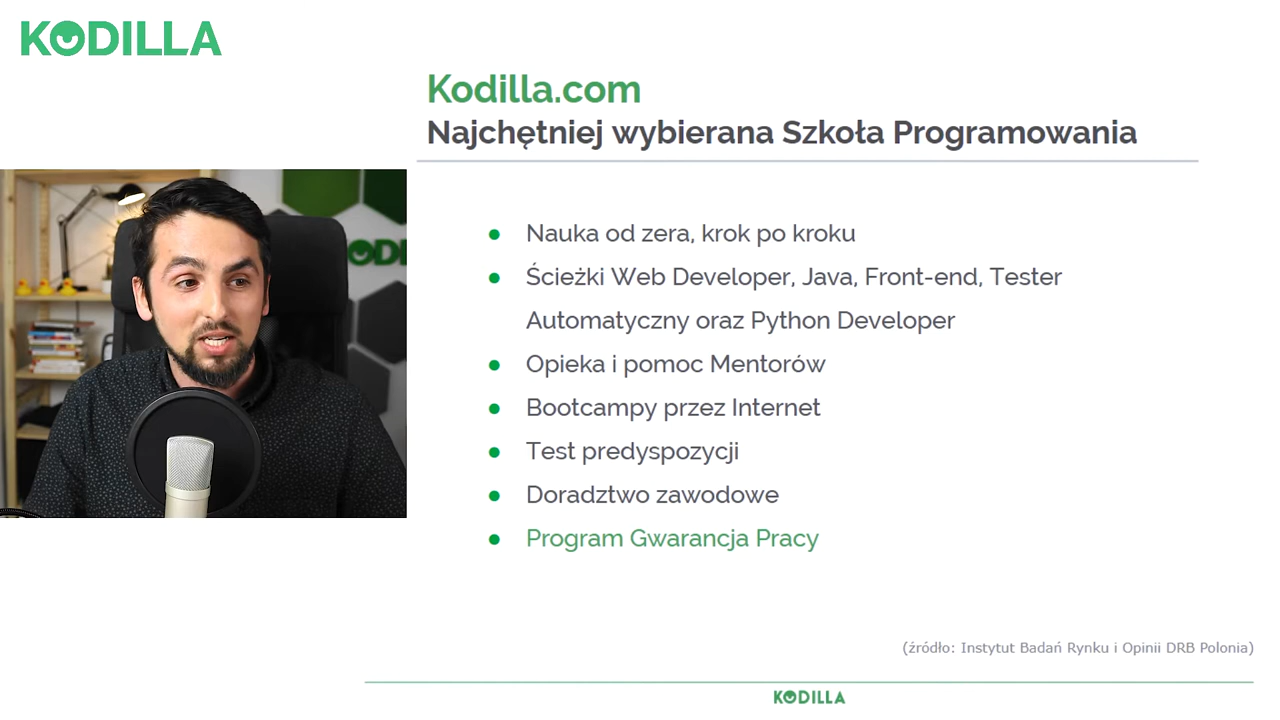 KODILLA
Kodilla.com
Najchętniej wybierana Szkoła Programowania
● Nauka od zera, krok po kroku
● Ścieżki Web Developer, Java, Front-end, Tester
Automatyczny oraz Python Developer
● Opieka i pomoc Mentorów
● Bootcampy przez Internet
● Test predyspozycji
● Doradztwo zawodowe
● Program Gwarancja Pracy
(źródło: Instytut Badań Rynku i Opinii DRB Polonia)
KODILLA